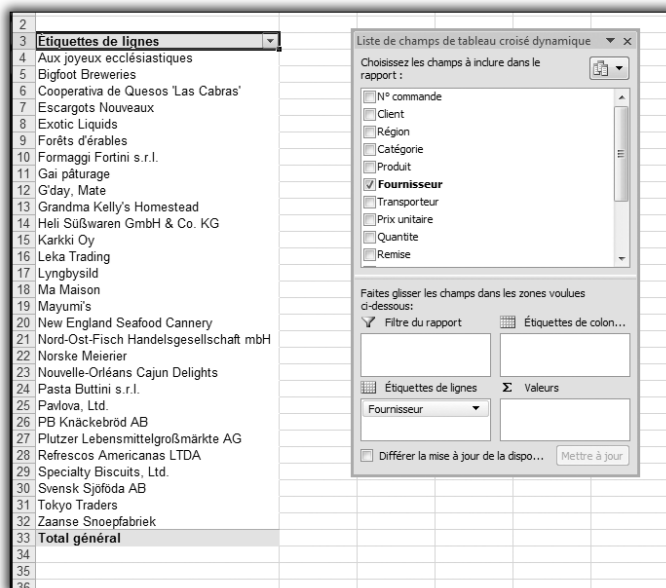 2
3 Étiquettes de lignes
4 Aux joyeux ecclésiastiques
5 Bigfoot Breweries
6 Cooperativa de Quesos 'Las Cabras'
7 Escargots Nouveaux
8 Exotic Liquids
9 Forêts d'érables
10 Formaggi Fortini s.r.l.
11 Gai pâturage
12 G'day, Mate
13 Grandma Kelly's Homestead
14 Heli Süßwaren GmbH & Co. KG
15 Karkki Oy
16 Leka Trading
17 Lyngbysild
18 Ma Maison
19 Mayumi's
20 New England Seafood Cannery
21 Nord-Ost-Fisch Handelsgesellschaft mbH
22 Norske Meierier
23 Nouvelle-Orléans Cajun Delights
24 Pasta Buttini s.r.l.
25 Pavlova, Ltd.
26 PB Knäckebröd AB
27 Plutzer Lebensmittelgroßmärkte AG
28 Refrescos Americanas LTDA
29 Specialty Biscuits, Ltd.
30 Svensk Sjöföda AB
31 Tokyo Traders
32 Zaanse Snoepfabriek
33 Total général
34
35
36
Liste de champs de tableau croisé dynamique
Choisissez les champs à inclure dans le
rapport :
N° commande
Client
Région
Catégorie
Produit
Fournisseur
Transporteur
Prix unitaire
Quantite
Remise
Faites glisser les champs dans les zones voulues
ci-dessous:
Filtre du rapport
Étiquettes de colon...
Étiquettes de lignes
Σ Valeurs
Fournisseur
Différer la mise à jour de la dispo...
Mettre à jour